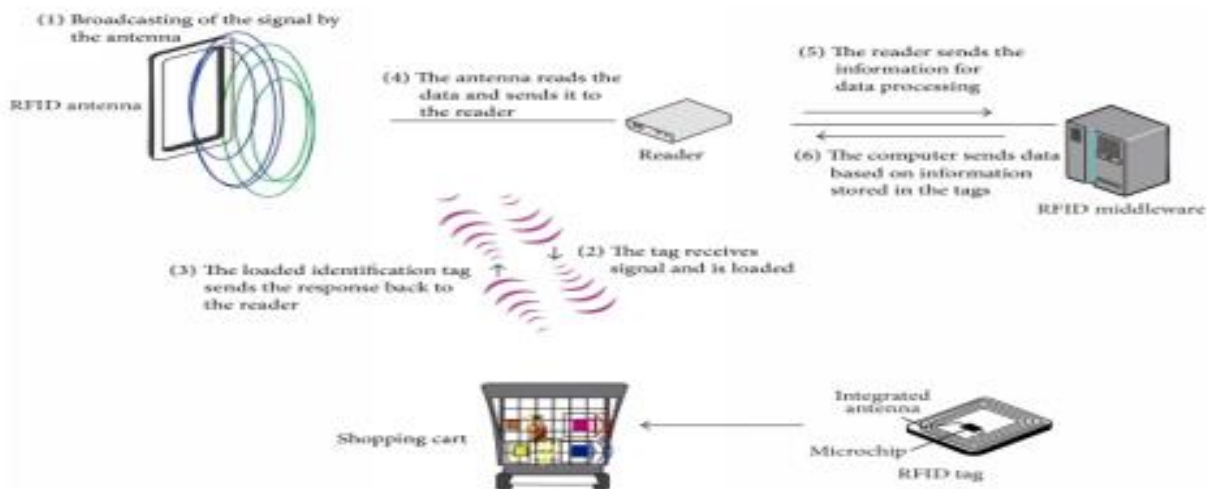 (1) Broadcasting of the signal by
the antenna
RFID antenna
(4) The antenna reads the
data and sends it to
the reader
Reader
(5) The reader sends the
information for
data processing
(6) The computer sends data
based on information
stored in the tags
RFID middleware
(2) The tag receives
signal and is loaded
(3) The loaded identification tag
sends the response back to
the reader
Shopping cart
Integrated
antenna
Microchip
RFID tag